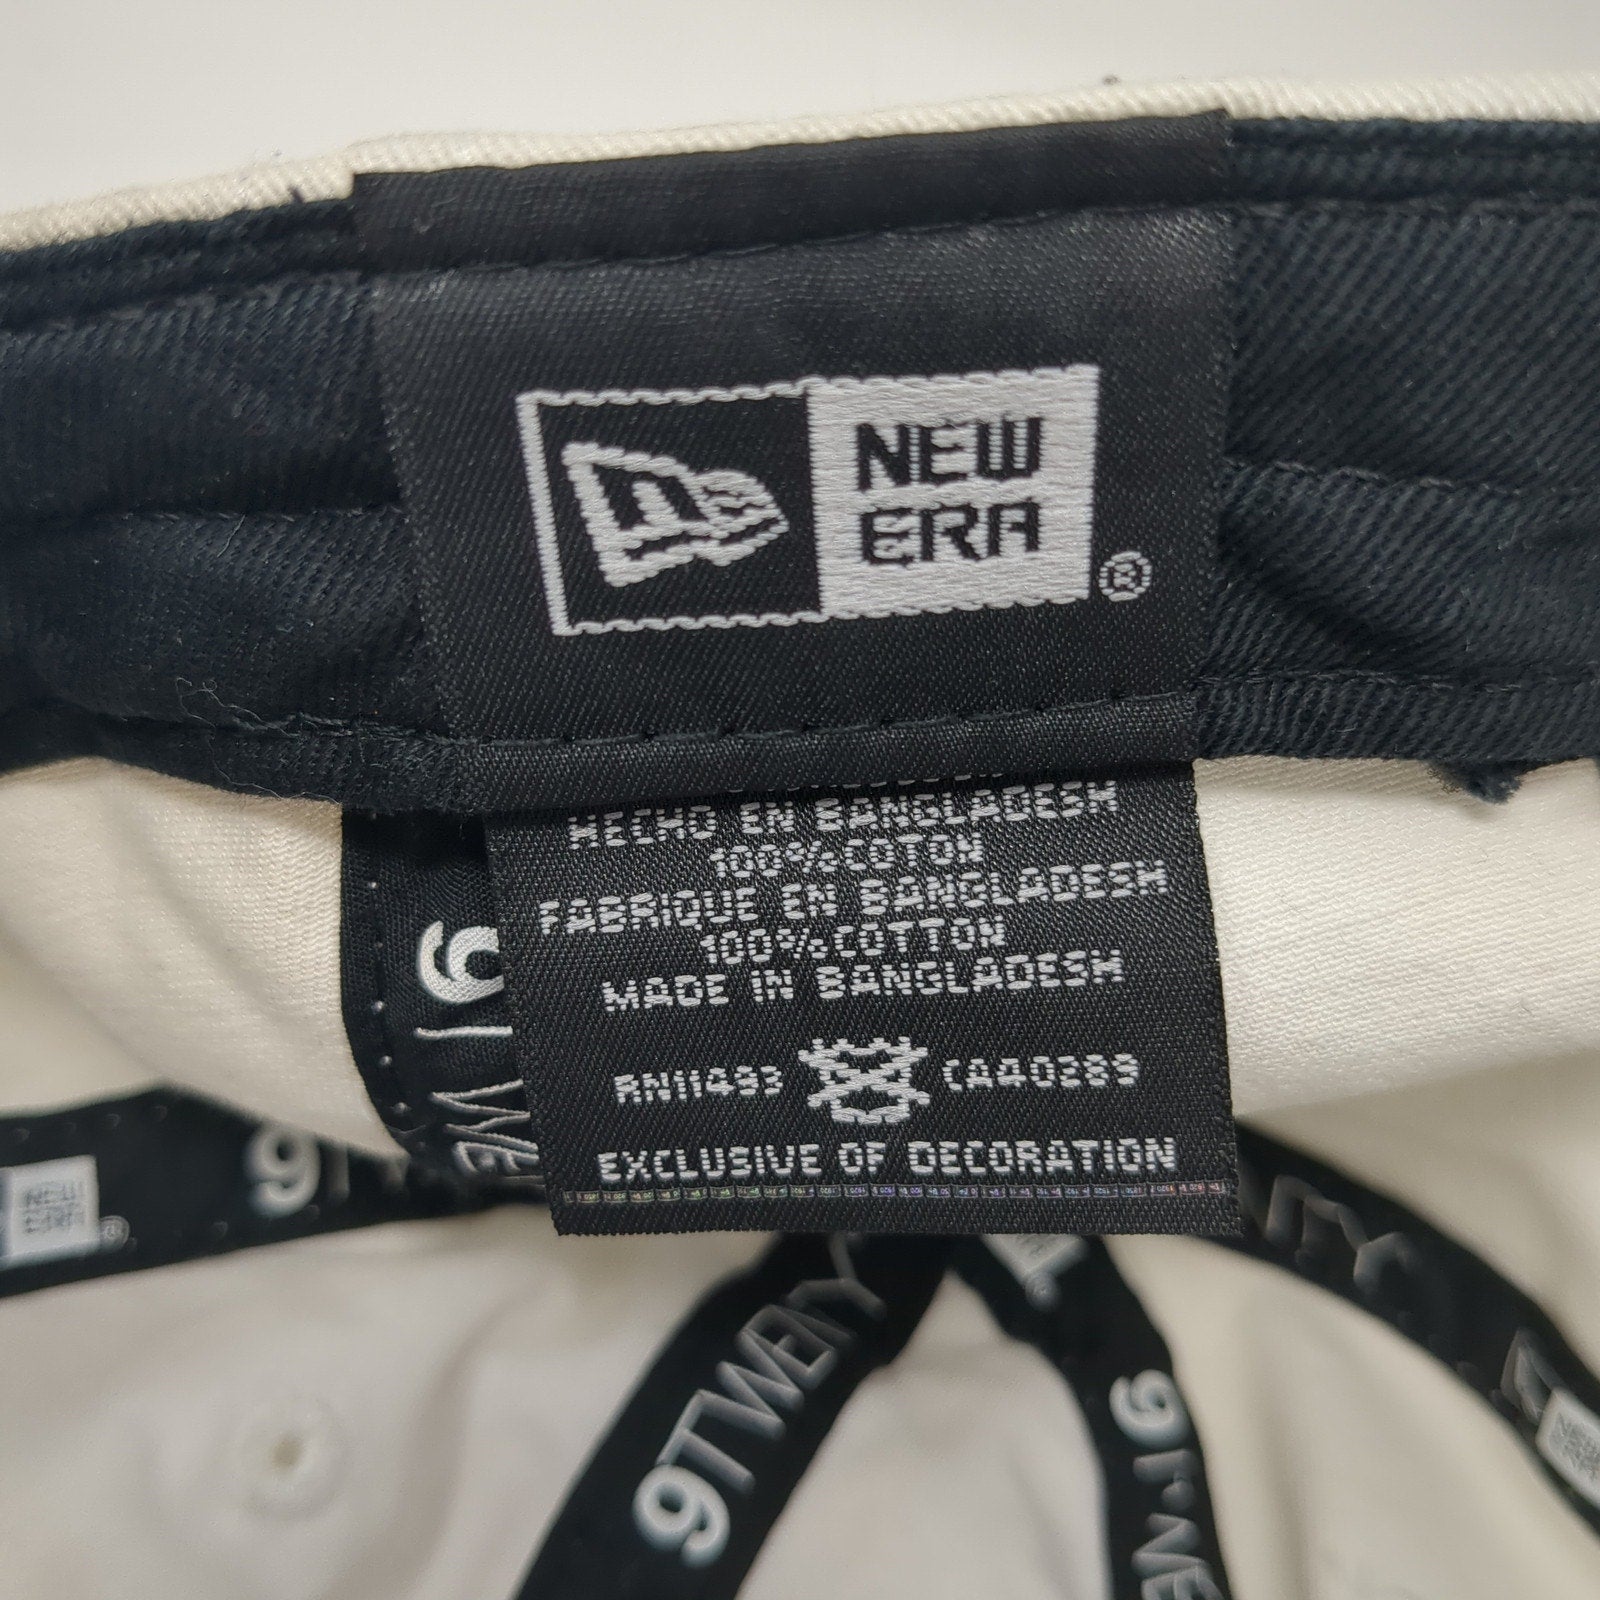 NEW
ERA
®
HECHO EN BANGLADESH
100% COTON
FABRIQUE EN BANGLADESH
100% COTTON
MADE IN BANGLADESH
RN11493 CA40289
EXCLUSIVE OF DECORATION
9TWENTY